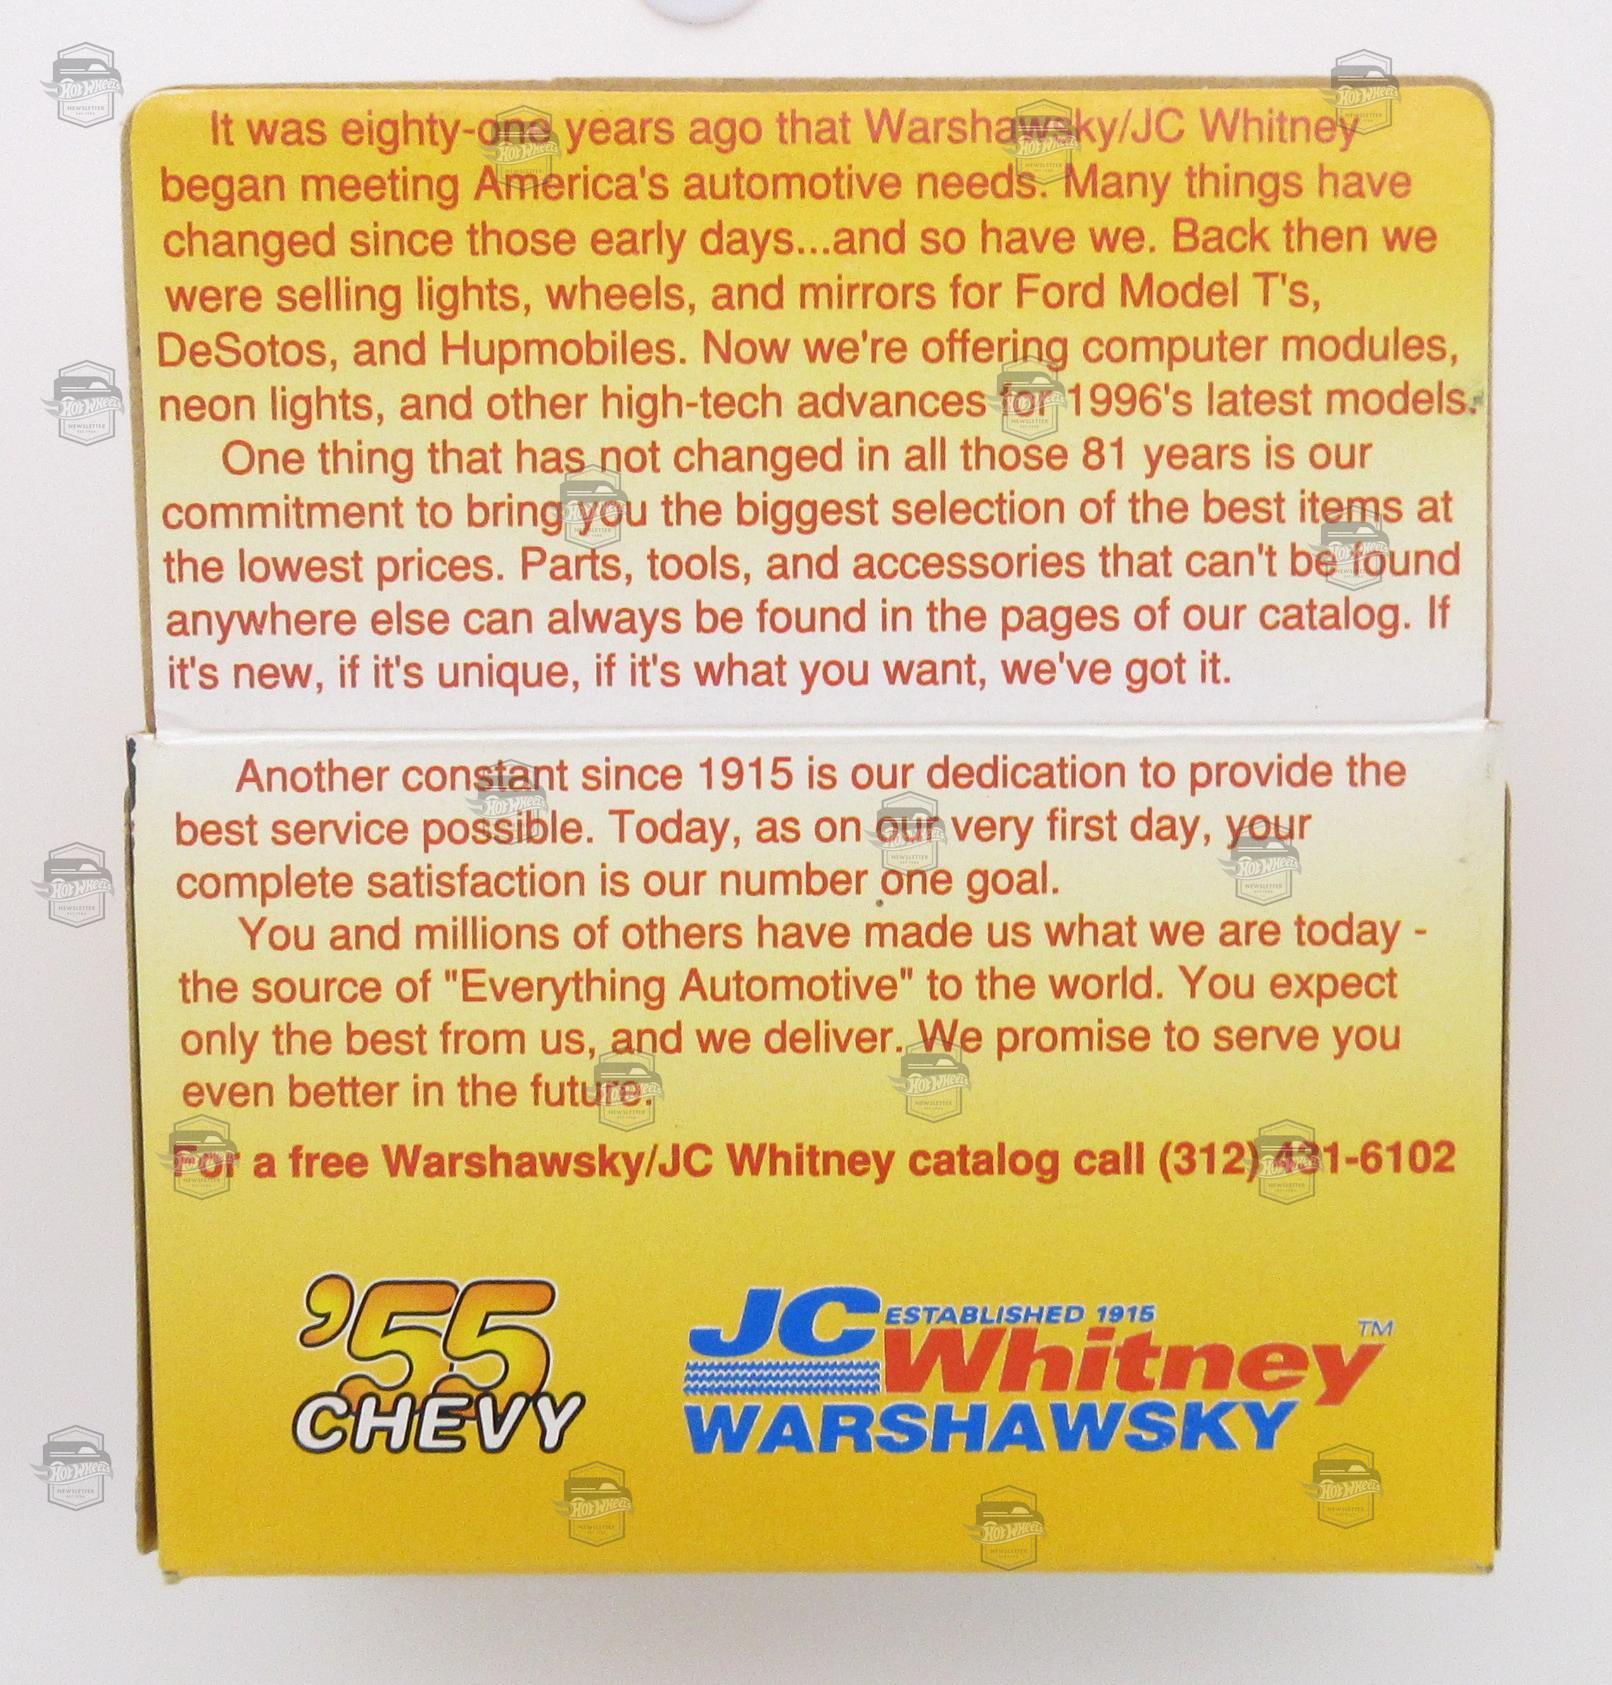 It was eighty-one years ago that Warshawsky/JC Whitney
began meeting America's automotive needs. Many things have
changed since those early days...and so have we. Back then we
were selling lights, wheels, and mirrors for Ford Model T's,
DeSotos, and Hupmobiles. Now we're offering computer modules,
neon lights, and other high-tech advances for 1996's latest models.
One thing that has not changed in all those 81 years is our
commitment to bring you the biggest selection of the best items at
the lowest prices. Parts, tools, and accessories that can't be found
anywhere else can always be found in the pages of our catalog. If
it's new, if it's unique, if it's what you want, we've got it.
Another constant since 1915 is our dedication to provide the
best service possible. Today, as on our very first day, your
complete satisfaction is our number one goal.
You and millions of others have made us what we are today -
the source of "Everything Automotive" to the world. You expect
only the best from us, and we deliver. We promise to serve you
even better in the future.
For a free Warshawsky/JC Whitney catalog call (312) 431-6102
'55
CHEVY
JC ESTABLISHED 1915
Whitney™
WARSHAWSKY
HOT WHEELS
NEWSLETTER